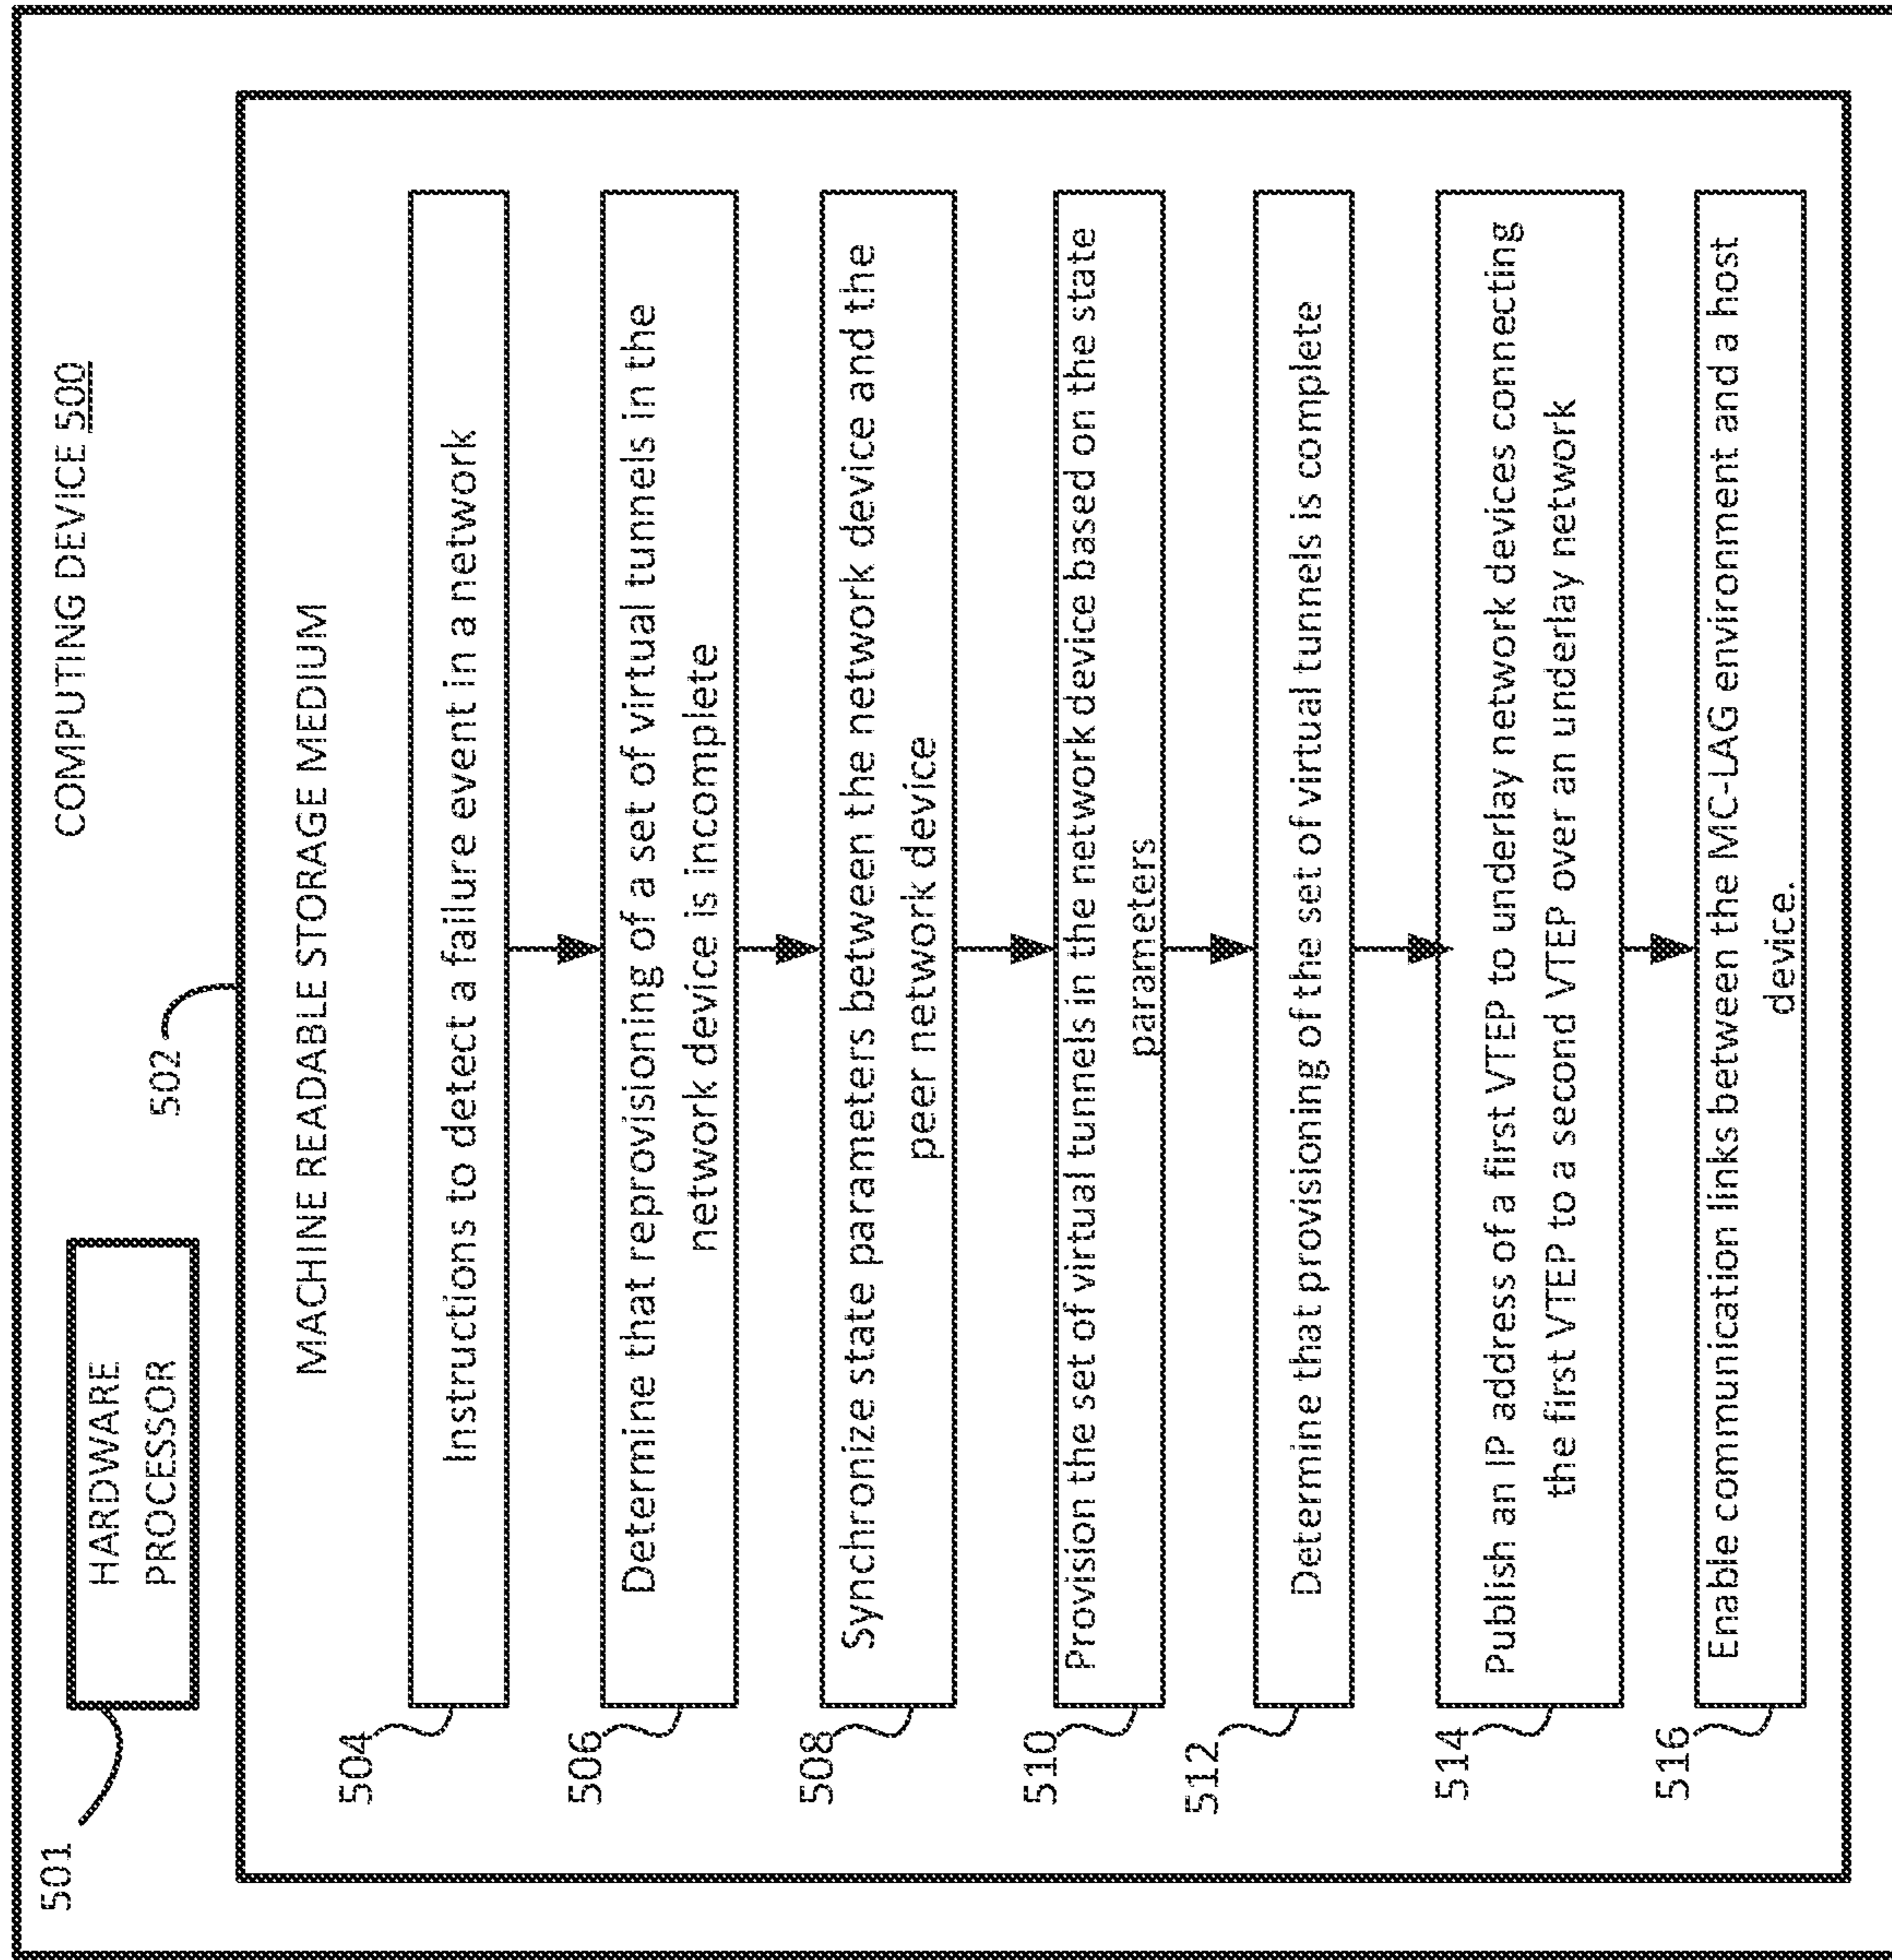 COMPUTING DEVICE 500
501
HARDWARE
PROCESSOR
502
MACHINE READABLE STORAGE MEDIUM
504
Instructions to detect a failure event in a network
506
Determine that reprovisioning of a set of virtual tunnels in the
network device is incomplete
508
Synchronize state parameters between the network device and the
peer network device
510
Provision the set of virtual tunnels in the network device based on the state
parameters
512
Determine that provisioning of the set of virtual tunnels is complete
514
Publish an IP address of a first VTEP to underlay network devices connecting
the first VTEP to a second VTEP over an underlay network
516
Enable communication links between the MC-LAG environment and a host
device.